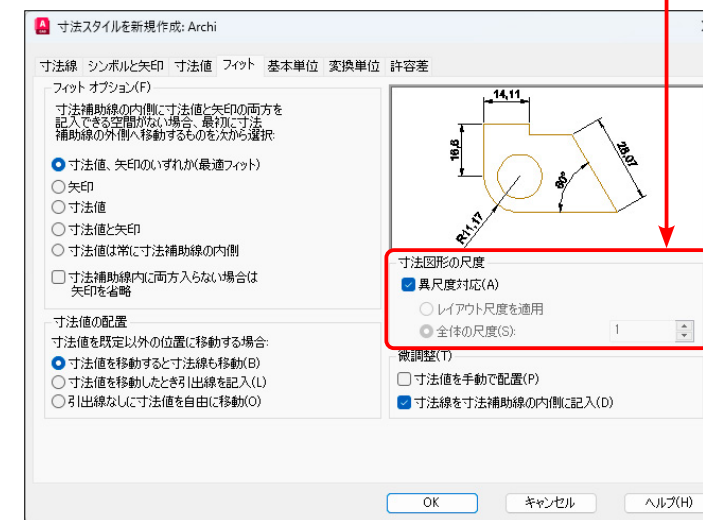 寸法スタイルを新規作成: Archi
寸法線 シンボルと矢印 寸法値 フィット 基本単位 変換単位 許容差
フィット オプション(F)
寸法補助線の内側に寸法値と矢印の両方を
記入できる空間がない場合、最初に寸法
補助線の外側へ移動するものを次から選択:
寸法値、矢印のいずれか(最適フィット)
矢印
寸法値
寸法値と矢印
寸法値は常に寸法補助線の内側
寸法補助線内に両方入らない場合は
矢印を省略
寸法値の配置
寸法値を既定以外の位置に移動する場合:
寸法値を移動すると寸法線も移動(B)
寸法値を移動したとき引出線を記入(L)
引出線なしに寸法値を自由に移動(O)
14,11
16,6
28,07
60°
R11,17
寸法図形の尺度
異尺度対応(A)
レイアウト尺度を適用
全体の尺度(S): 1
微調整(T)
寸法値を手動で配置(P)
寸法線を寸法補助線の内側に記入(D)
OK キャンセル ヘルプ(H)